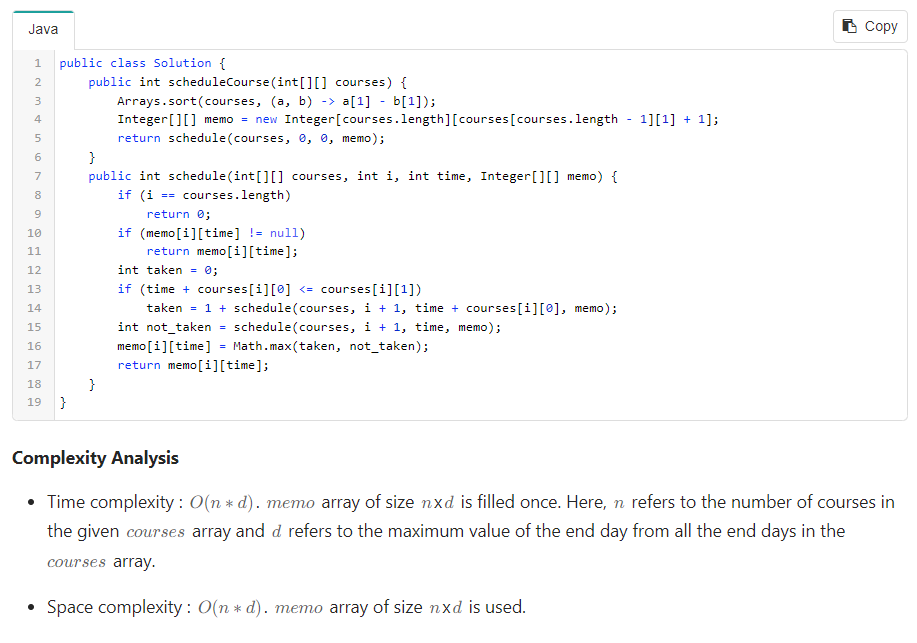 Java
Copy
1 public class Solution {
2     public int scheduleCourse(int[][] courses) {
3         Arrays.sort(courses, (a, b) -> a[1] - b[1]);
4         Integer[][] memo = new Integer[courses.length][courses[courses.length - 1][1] + 1];
5         return schedule(courses, 0, 0, memo);
6     }
7     public int schedule(int[][] courses, int i, int time, Integer[][] memo) {
8         if (i == courses.length)
9             return 0;
10         if (memo[i][time] != null)
11             return memo[i][time];
12         int taken = 0;
13         if (time + courses[i][0] <= courses[i][1])
14             taken = 1 + schedule(courses, i + 1, time + courses[i][0], memo);
15         int not_taken = schedule(courses, i + 1, time, memo);
16         memo[i][time] = Math.max(taken, not_taken);
17         return memo[i][time];
18     }
19 }
Complexity Analysis
• Time complexity : O(n * d). memo array of size nxd is filled once. Here, n refers to the number of courses in
the given courses array and d refers to the maximum value of the end day from all the end days in the
courses array.
• Space complexity : O(n * d). memo array of size nxd is used.